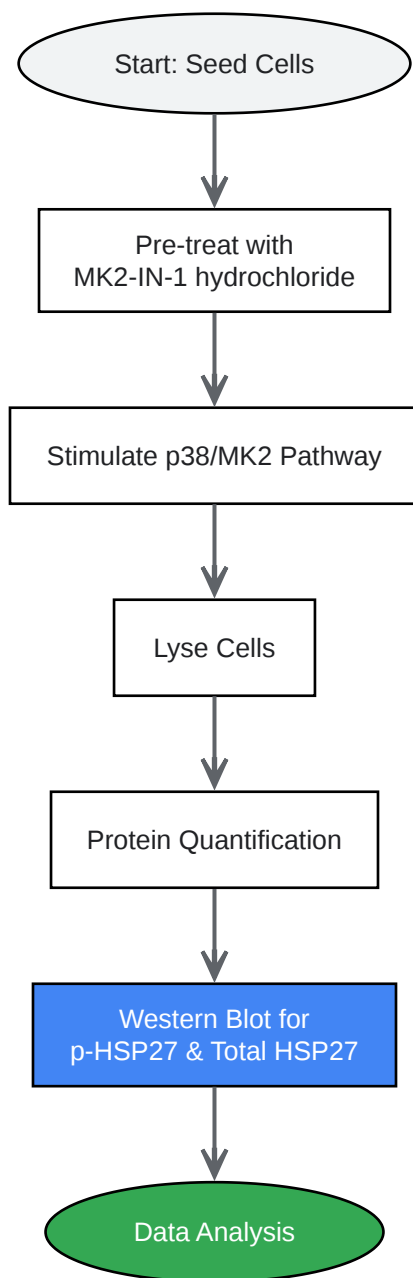 Start: Seed Cells
Pre-treat with
MK2-IN-1 hydrochloride
Stimulate p38/MK2 Pathway
Lyse Cells
Protein Quantification
Western Blot for
p-HSP27 & Total HSP27
Data Analysis